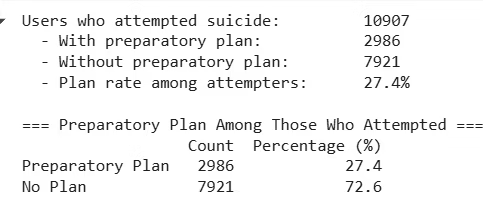 Users who attempted suicide: 10907
- With preparatory plan: 2986
- Without preparatory plan: 7921
- Plan rate among attempters: 27.4%
=== Preparatory Plan Among Those Who Attempted ===
Count Percentage (%)
Preparatory Plan 2986 27.4
No Plan 7921 72.6